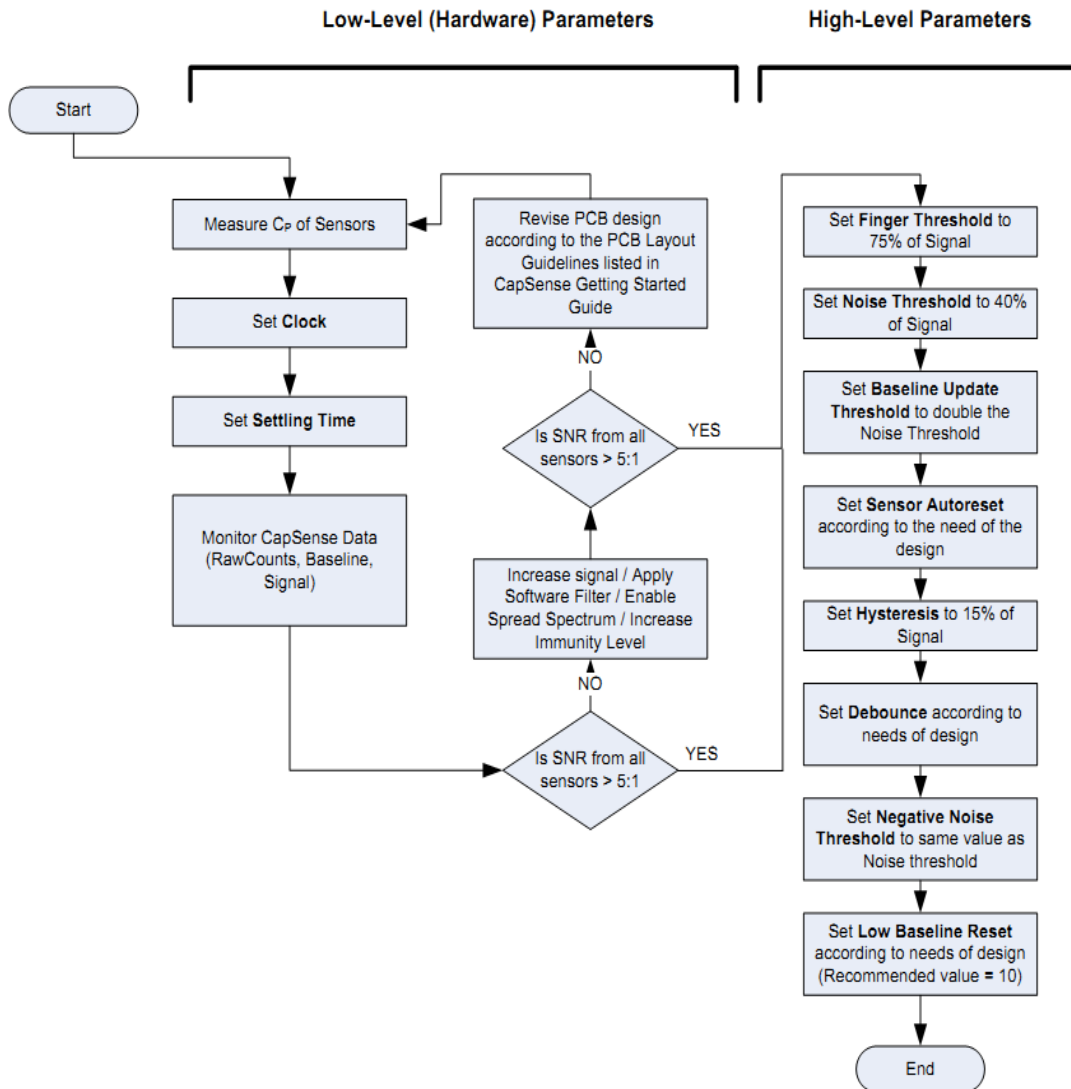 Low-Level (Hardware) Parameters
High-Level Parameters
Start
Measure CP of Sensors
Set Clock
Set Settling Time
Monitor CapSense Data
(RawCounts, Baseline,
Signal)
Revise PCB design
according to the PCB Layout
Guidelines listed in
CapSense Getting Started
Guide
NO
Is SNR from all
sensors > 5:1
YES
Increase signal / Apply
Software Filter / Enable
Spread Spectrum / Increase
Immunity Level
NO
Is SNR from all
sensors > 5:1
YES
Set Finger Threshold to
75% of Signal
Set Noise Threshold to 40%
of Signal
Set Baseline Update
Threshold to double the
Noise Threshold
Set Sensor Autoreset
according to the need of the
design
Set Hysteresis to 15% of
Signal
Set Debounce according to
needs of design
Set Negative Noise
Threshold to same value as
Noise threshold
Set Low Baseline Reset
according to needs of design
(Recommended value = 10)
End